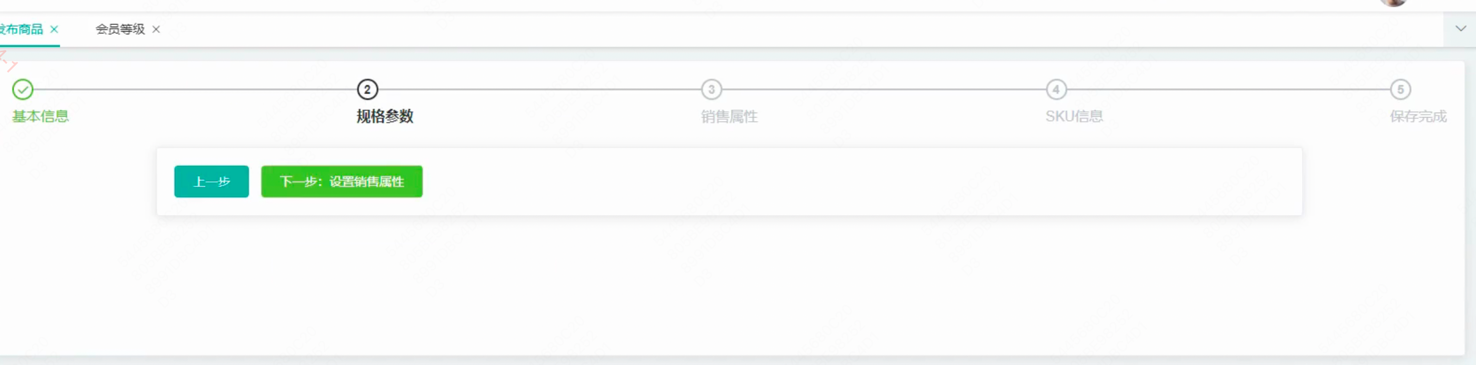 发布商品 ×
会员等级 ×
2
3
4
5
基本信息
规格参数
销售属性
SKU信息
保存完成
上一步
下一步：设置销售属性